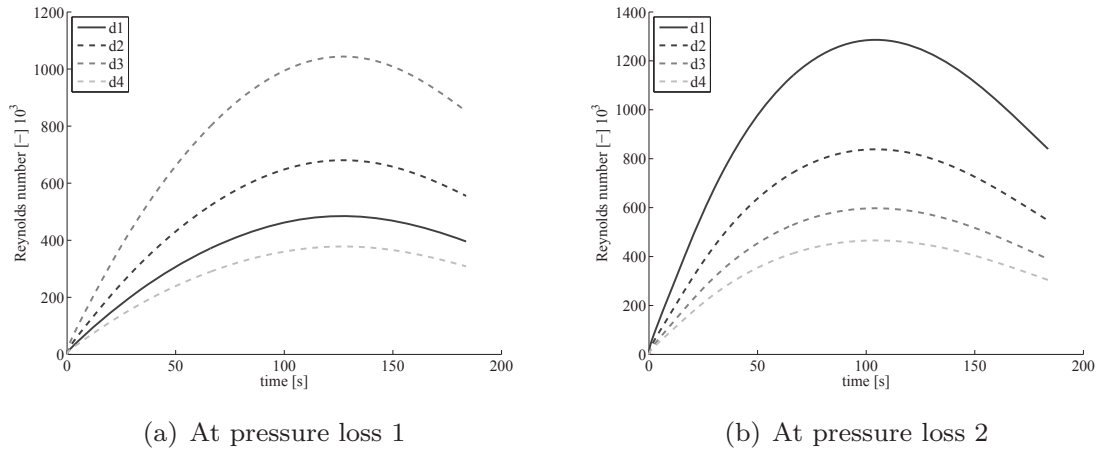 1200
1000
800
600
400
200
0
0
50
100
150
200
time [s]
Reynolds number [−] 10³
d1
d2
d3
d4
(a) At pressure loss 1
1400
1200
1000
800
600
400
200
0
0
50
100
150
200
time [s]
Reynolds number [−] 10³
d1
d2
d3
d4
(b) At pressure loss 2